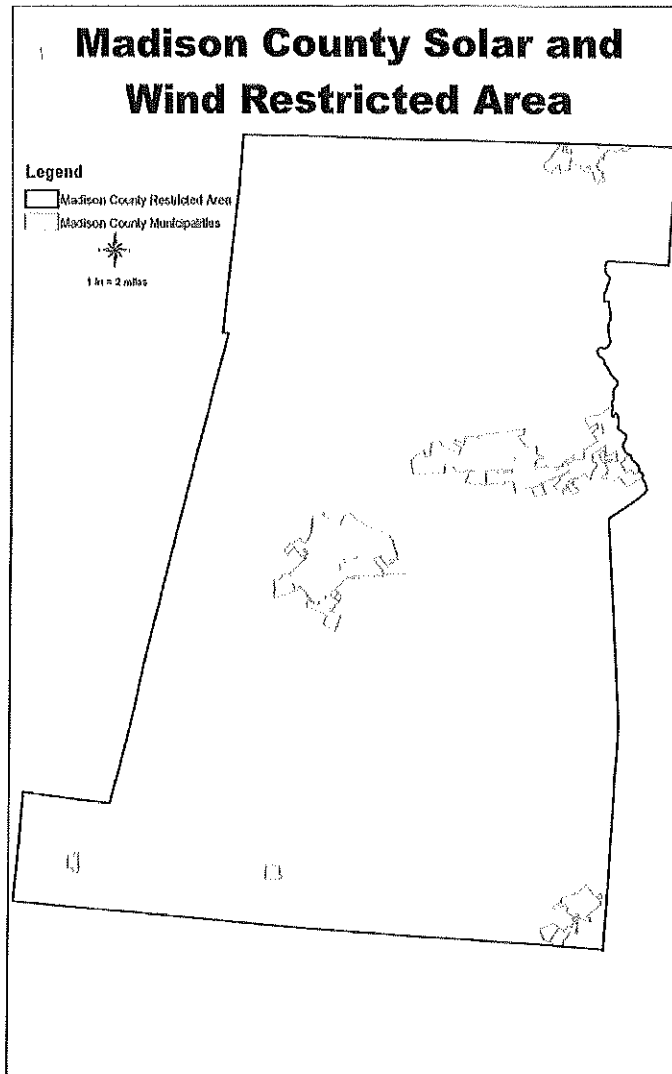 Madison County Solar and
Wind Restricted Area
Legend
Madison County Restricted Area
Madison County Municipalities
1 in = 2 miles